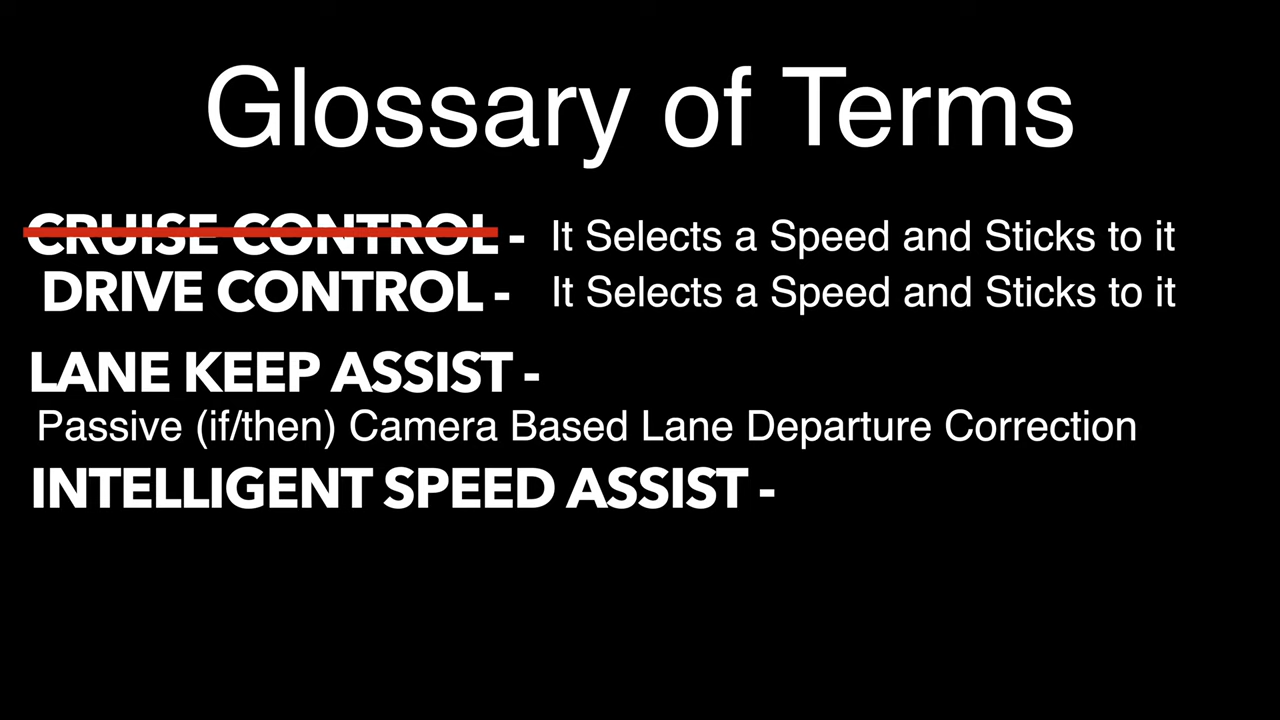 Glossary of Terms
CRUISE CONTROL - It Selects a Speed and Sticks to it
DRIVE CONTROL - It Selects a Speed and Sticks to it
LANE KEEP ASSIST -
Passive (if/then) Camera Based Lane Departure Correction
INTELLIGENT SPEED ASSIST -